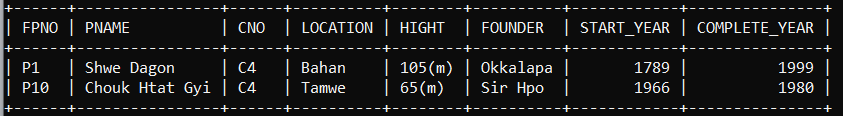 +------+----------------+------+----------+--------+----------+------------+---------------+
| FPNO | PNAME          | CNO  | LOCATION | HIGHT  | FOUNDER  | START_YEAR | COMPLETE_YEAR |
+------+----------------+------+----------+--------+----------+------------+---------------+
| P1   | Shwe Dagon     | C4   | Bahan    | 105(m) | Okkalapa |       1789 |          1999 |
| P10  | Chouk Htat Gyi | C4   | Tamwe    | 65(m)  | Sir Hpo  |       1966 |          1980 |
+------+----------------+------+----------+--------+----------+------------+---------------+